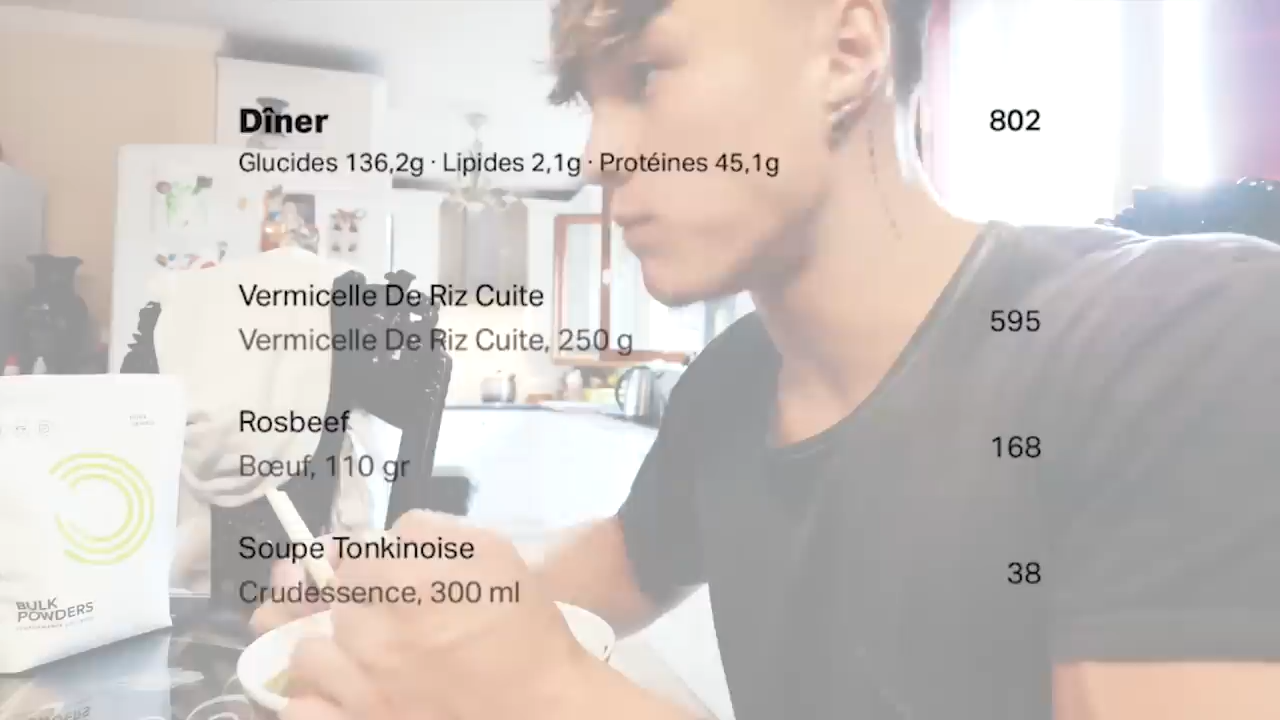 Dîner 802
Glucides 136,2g · Lipides 2,1g · Protéines 45,1g
Vermicelle De Riz Cuite 595
Vermicelle De Riz Cuite, 250 g
Rosbeef 168
Bœuf, 110 gr
Soupe Tonkinoise 38
Crudessence, 300 ml
BULK
POWDERS